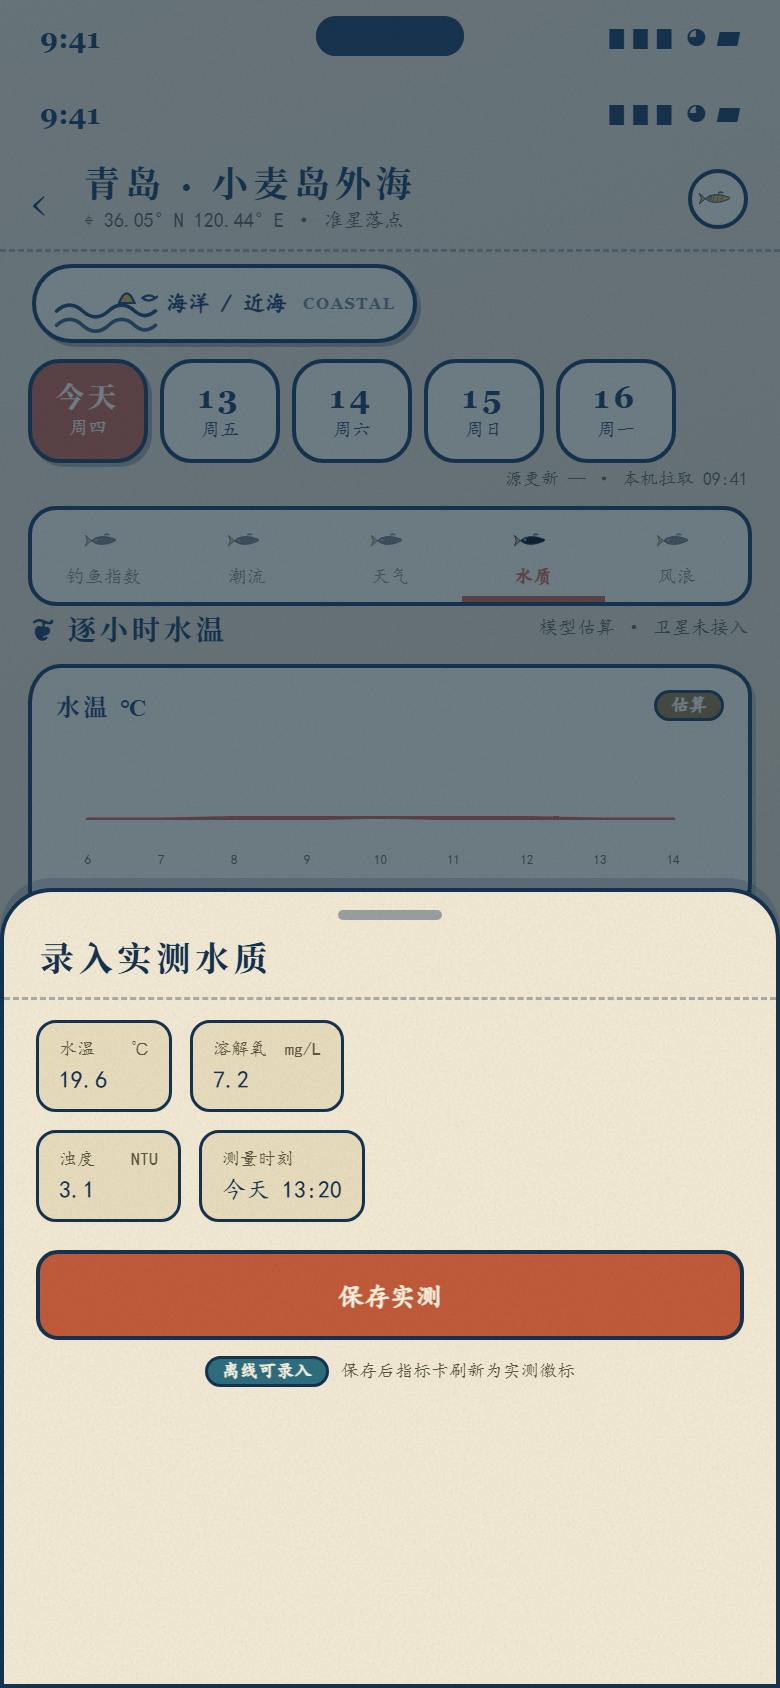 9:41
9:41
青岛 · 小麦岛外海
⌖ 36.05° N 120.44° E • 准星落点
海洋 / 近海 COASTAL
今天 13 14 15 16
周四 周五 周六 周日 周一
源更新 — • 本机拉取 09:41
钓鱼指数 潮流 天气 水质 风浪
❦ 逐小时水温 模型估算 • 卫星未接入
水温 ℃ 估算
6 7 8 9 10 11 12 13 14
录入实测水质
水温 ℃ 溶解氧 mg/L
19.6 7.2
浊度 NTU 测量时刻
3.1 今天 13:20
保存实测
离线可录入 保存后指标卡刷新为实测徽标